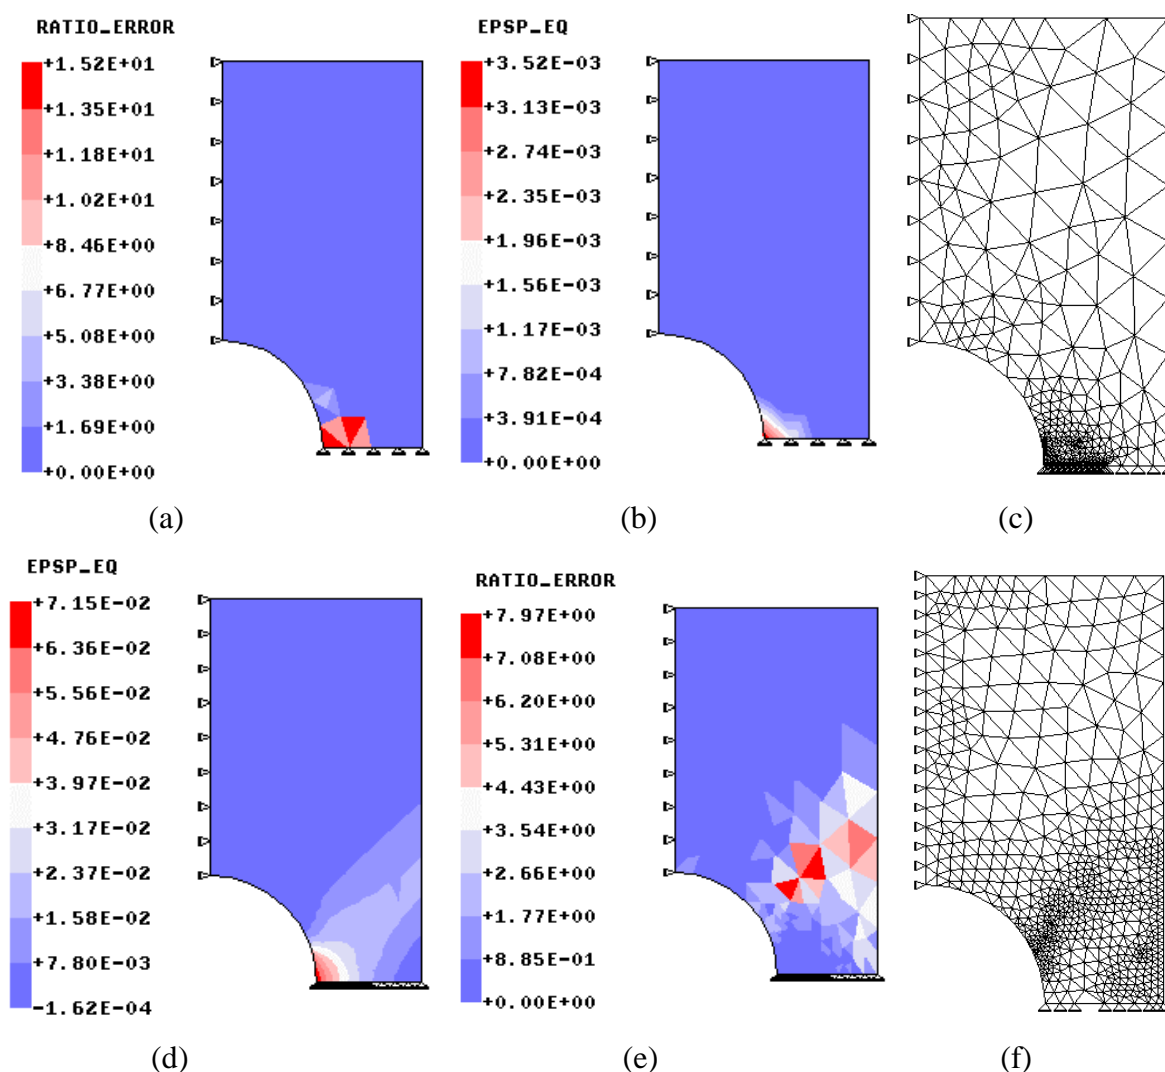 RATIO_ERROR
+1.52E+01
+1.35E+01
+1.18E+01
+1.02E+01
+8.46E+00
+6.77E+00
+5.08E+00
+3.38E+00
+1.69E+00
+0.00E+00
(a)
EPSP_EQ
+3.52E-03
+3.13E-03
+2.74E-03
+2.35E-03
+1.96E-03
+1.56E-03
+1.17E-03
+7.82E-04
+3.91E-04
+0.00E+00
(b)
(c)
EPSP_EQ
+7.15E-02
+6.36E-02
+5.56E-02
+4.76E-02
+3.97E-02
+3.17E-02
+2.37E-02
+1.58E-02
+7.80E-03
-1.62E-04
(d)
RATIO_ERROR
+7.97E+00
+7.08E+00
+6.20E+00
+5.31E+00
+4.43E+00
+3.54E+00
+2.66E+00
+1.77E+00
+8.85E-01
+0.00E+00
(e)
(f)